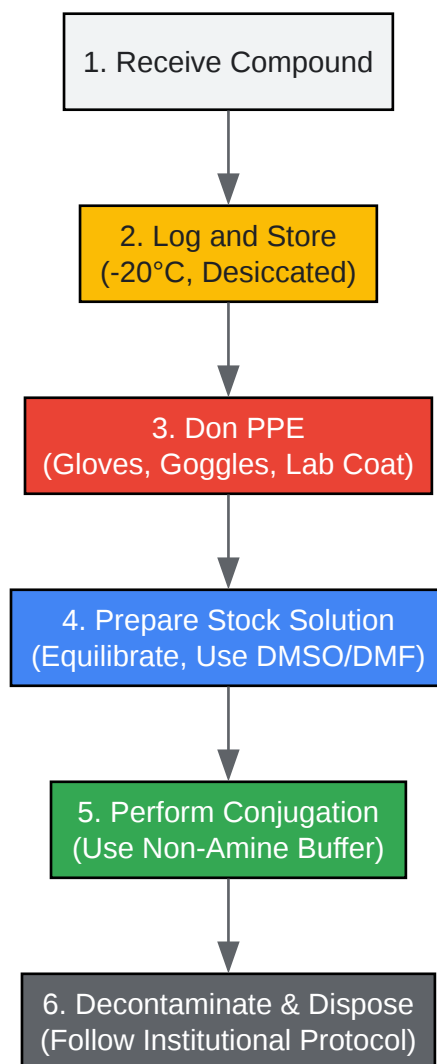 1. Receive Compound
2. Log and Store
(-20°C, Desiccated)
3. Don PPE
(Gloves, Goggles, Lab Coat)
4. Prepare Stock Solution
(Equilibrate, Use DMSO/DMF)
5. Perform Conjugation
(Use Non-Amine Buffer)
6. Decontaminate & Dispose
(Follow Institutional Protocol)